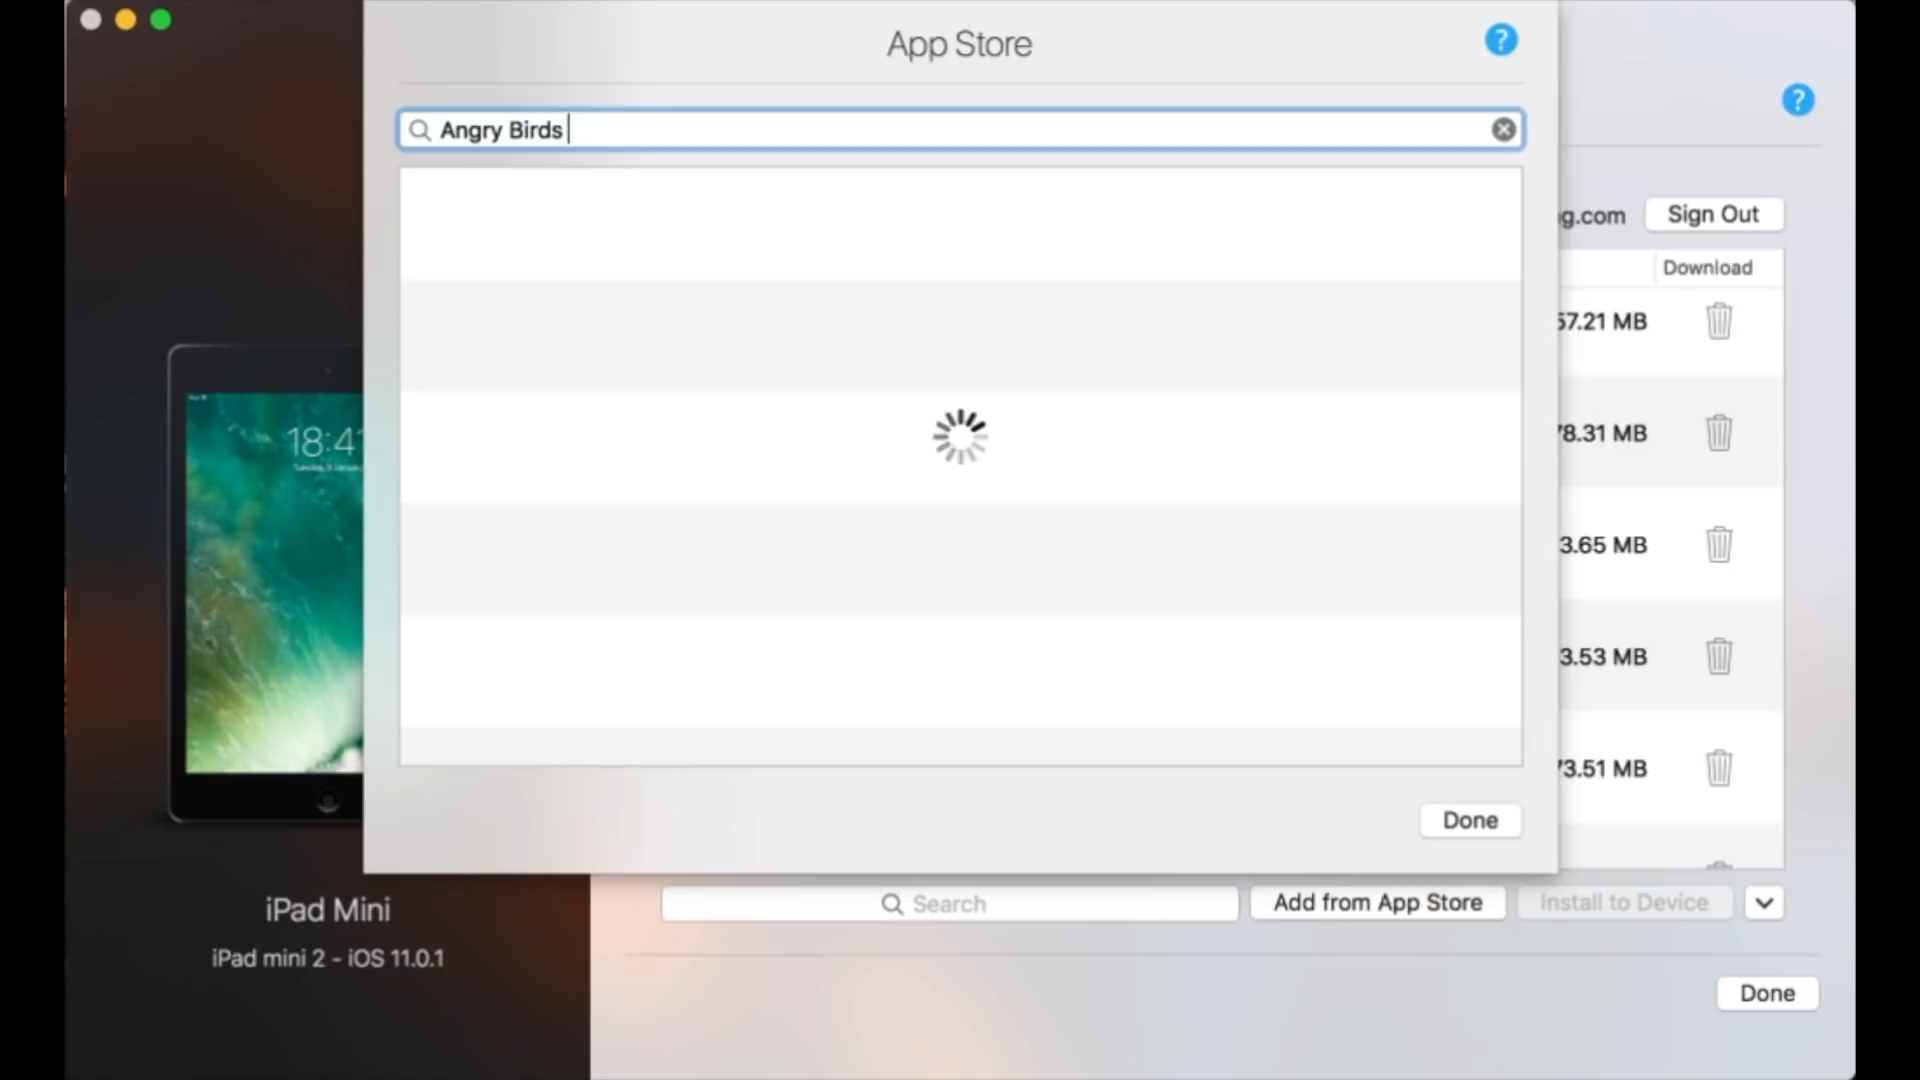 App Store
?
Angry Birds
?
g.com
Sign Out
Download
57.21 MB
78.31 MB
3.65 MB
3.53 MB
73.51 MB
18:41
Done
Search
Add from App Store
Install to Device
iPad Mini
iPad mini 2 - iOS 11.0.1
Done